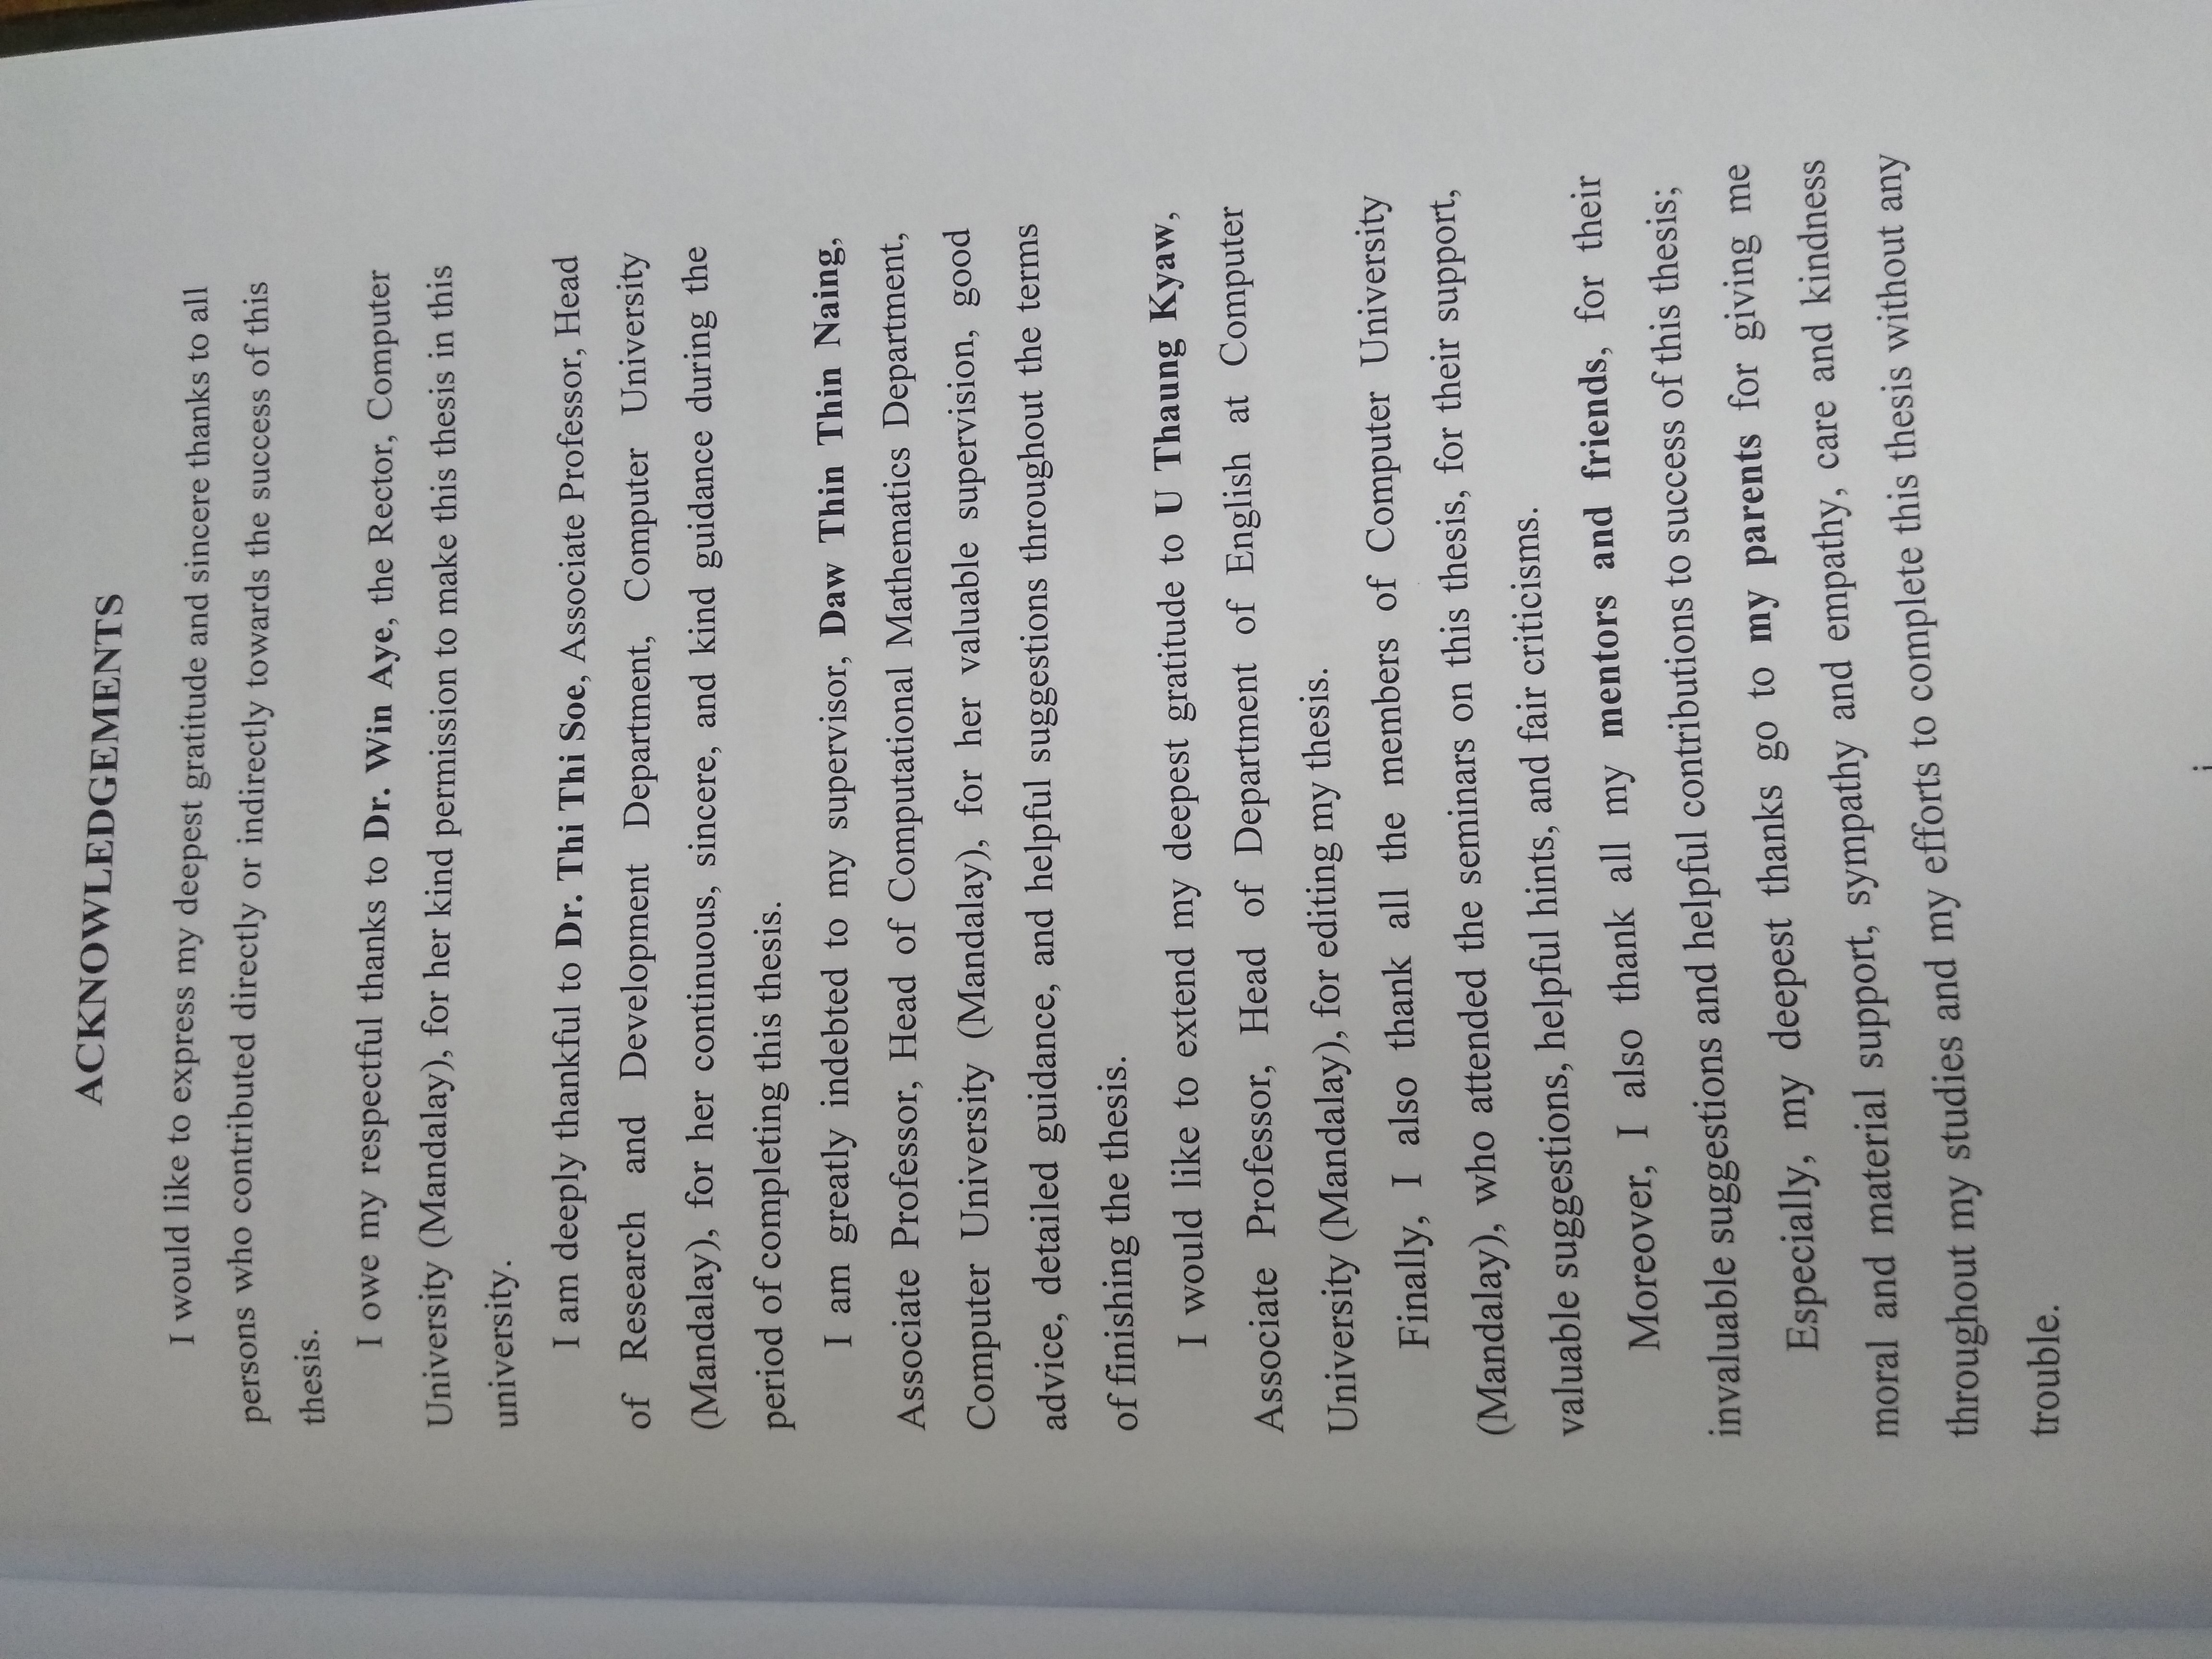 ACKNOWLEDGEMENTS
I would like to express my deepest gratitude and sincere thanks to all
persons who contributed directly or indirectly towards the success of this
thesis.
I owe my respectful thanks to Dr. Win Aye, the Rector, Computer
University (Mandalay), for her kind permission to make this thesis in this
university.
I am deeply thankful to Dr. Thi Thi Soe, Associate Professor, Head
of Research and Development Department, Computer University
(Mandalay), for her continuous, sincere, and kind guidance during the
period of completing this thesis.
I am greatly indebted to my supervisor, Daw Thin Thin Naing,
Associate Professor, Head of Computational Mathematics Department,
Computer University (Mandalay), for her valuable supervision, good
advice, detailed guidance, and helpful suggestions throughout the terms
of finishing the thesis.
I would like to extend my deepest gratitude to U Thaung Kyaw,
Associate Professor, Head of Department of English at Computer
University (Mandalay), for editing my thesis.
Finally, I also thank all the members of Computer University
(Mandalay), who attended the seminars on this thesis, for their support,
valuable suggestions, helpful hints, and fair criticisms.
Moreover, I also thank all my mentors and friends, for their
invaluable suggestions and helpful contributions to success of this thesis;
Especially, my deepest thanks go to my parents for giving me
moral and material support, sympathy and empathy, care and kindness
throughout my studies and my efforts to complete this thesis without any
trouble.
i